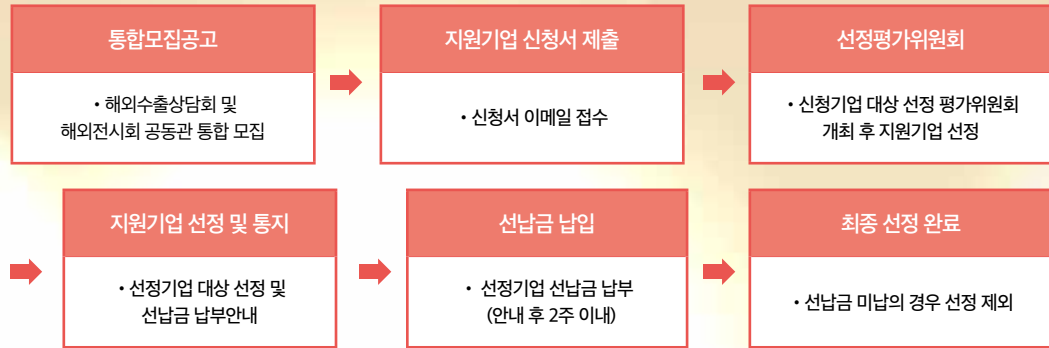 통합모집공고
• 해외수출상담회 및
해외전시회 공동관 통합 모집
지원기업 신청서 제출
• 신청서 이메일 접수
선정평가위원회
• 신청기업 대상 선정 평가위원회
개최 후 지원기업 선정
지원기업 선정 및 통지
• 선정기업 대상 선정 및
선납금 납부안내
선납금 납입
• 선정기업 선납금 납부
(안내 후 2주 이내)
최종 선정 완료
• 선납금 미납의 경우 선정 제외